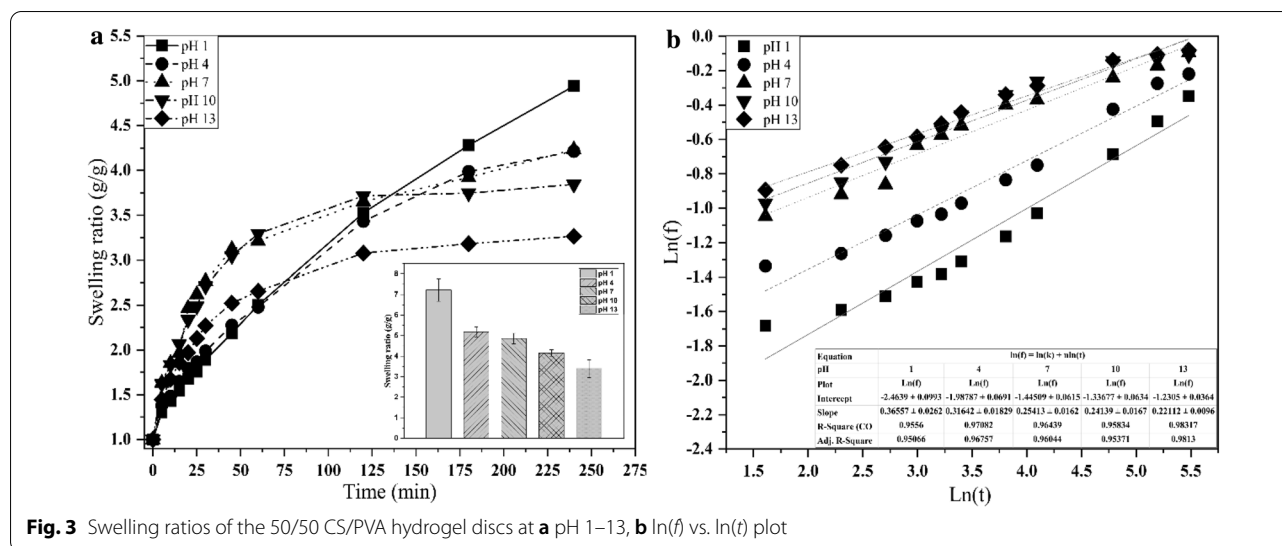 a
5.5
5.0
4.5
4.0
3.5
3.0
2.5
2.0
1.5
1.0
Swelling ratio (g/g)
pH 1
pH 4
pH 7
pH 10
pH 13
0 25 50 75 100 125 150 175 200 225 250 275
Time (min)
8
7
6
5
4
3
2
1
0
Swelling ratio (g/g)
pH 1
pH 4
pH 7
pH 10
pH 13
b
0.0
-0.2
-0.4
-0.6
-0.8
-1.0
-1.2
-1.4
-1.6
-1.8
-2.0
-2.2
-2.4
Ln(f)
pH 1
pH 4
pH 7
pH 10
pH 13
Equation ln(f) = ln(k) + nln(t)
pH 1 4 7 10 13
Plot Ln(f) Ln(f) Ln(f) Ln(f) Ln(f)
Intercept -2.4639 ± 0.0993 -1.98787 ± 0.0691 -1.44509 ± 0.0615 -1.33677 ± 0.0634 -1.2305 ± 0.0364
Slope 0.36557 ± 0.0262 0.31642 ± 0.01829 0.25413 ± 0.0162 0.24139 ± 0.0167 0.22112 ± 0.0096
R-Square (CO 0.9556 0.97082 0.96439 0.95834 0.98317
Adj. R-Square 0.95066 0.96757 0.96044 0.95371 0.9813
1.5 2.0 2.5 3.0 3.5 4.0 4.5 5.0 5.5
Ln(t)
Fig. 3 Swelling ratios of the 50/50 CS/PVA hydrogel discs at a pH 1–13, b ln(f) vs. ln(t) plot